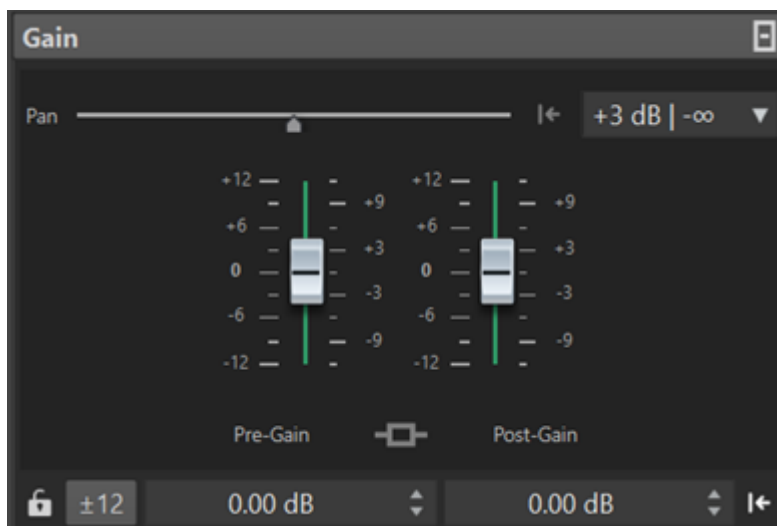 Gain
Pan +3 dB | -∞
+12 +12
+9 +9
+6 +6
+3 +3
0 0
-3 -3
-6 -6
-9 -9
-12 -12
Pre-Gain Post-Gain
±12 0.00 dB 0.00 dB